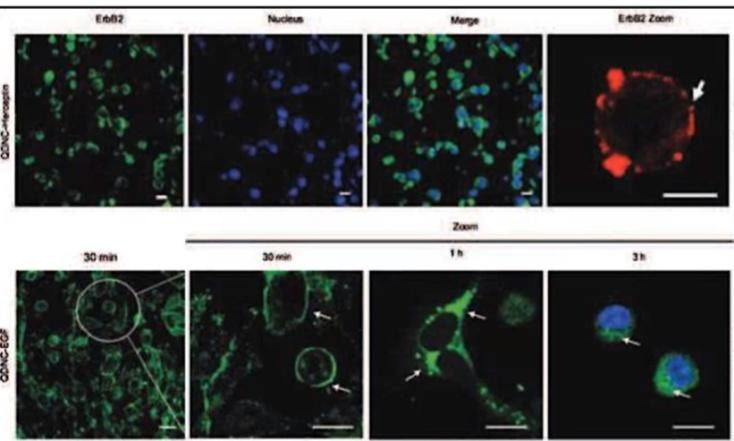 ErbB2 Nucleus Merge ErbB2 Zoom
QDNC-Herceptin
Zoom
30 min 30 min 1 h 3 h
QDNC-EGF